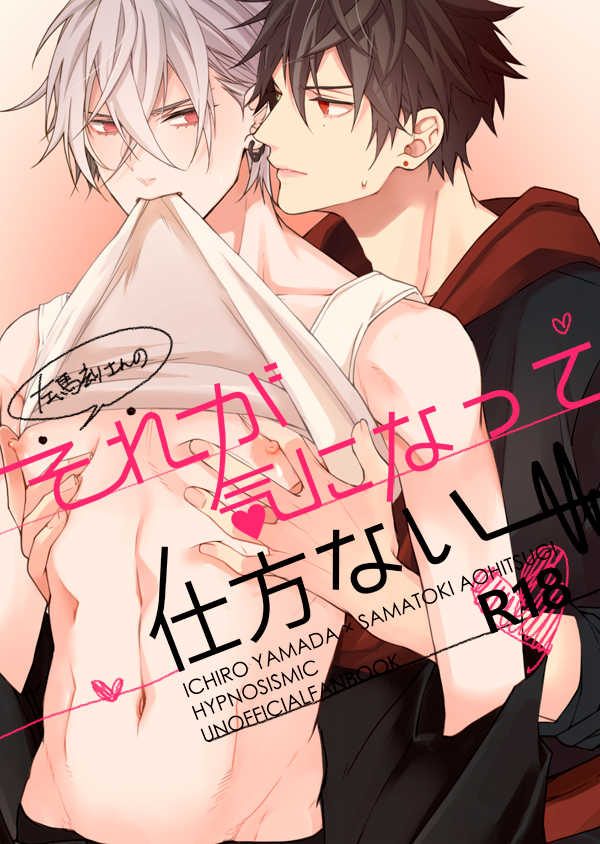 左馬刻さんの
それが
気になって
仕方ない
R18
ICHIRO YAMADA × SAMATOKI AOHITSUGI
HYPNOSISMIC
UNOFFICIALFANBOOK